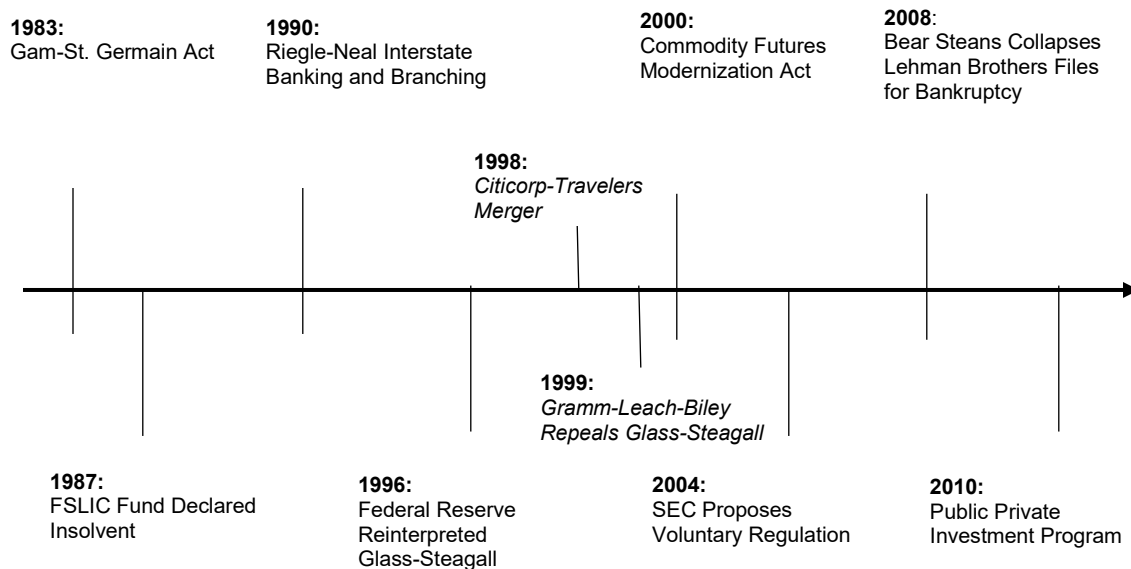 1983:
Gam-St. Germain Act
1990:
Riegle-Neal Interstate
Banking and Branching
2000:
Commodity Futures
Modernization Act
2008:
Bear Steans Collapses
Lehman Brothers Files
for Bankruptcy
1998:
Citicorp-Travelers
Merger
1999:
Gramm-Leach-Biley
Repeals Glass-Steagall
1987:
FSLIC Fund Declared
Insolvent
1996:
Federal Reserve
Reinterpreted
Glass-Steagall
2004:
SEC Proposes
Voluntary Regulation
2010:
Public Private
Investment Program